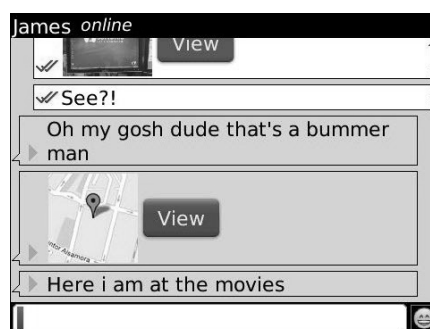 James online
View
See?!
Oh my gosh dude that's a bummer
man
View
Here i am at the movies